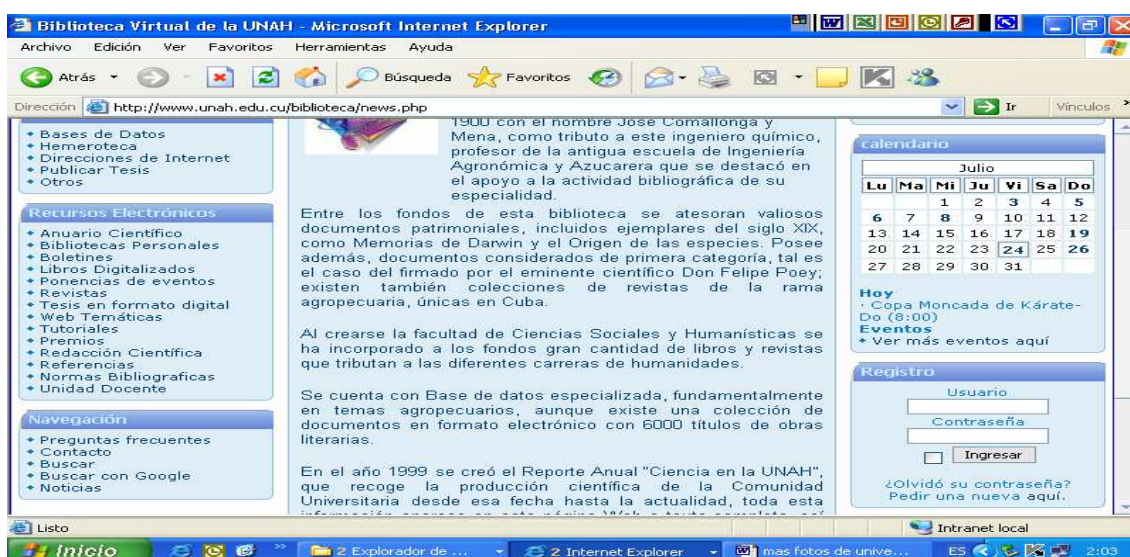 Biblioteca Virtual de la UNAH - Microsoft Internet Explorer
Archivo Edición Ver Favoritos Herramientas Ayuda
Atrás Búsqueda Favoritos
Dirección http://www.unah.edu.cu/biblioteca/news.php Ir Vínculos
Bases de Datos
Hemeroteca
Direcciones de Internet
Publicar Tesis
Otros
Recursos Electrónicos
Anuario Científico
Bibliotecas Personales
Boletines
Libros Digitalizados
Ponencias de eventos
Revistas
Tesis en formato digital
Web Temáticas
Tutoriales
Premios
Redacción Científica
Referencias
Normas Bibliograficas
Unidad Docente
Navegación
Preguntas frecuentes
Contacto
Buscar
Buscar con Google
Noticias
1900 con el nombre José Comallonga y
Mena, como tributo a este ingeniero químico,
profesor de la antigua escuela de Ingeniería
Agronómica y Azucarera que se destacó en
el apoyo a la actividad bibliográfica de su
especialidad.
Entre los fondos de esta biblioteca se atesoran valiosos
documentos patrimoniales, incluidos ejemplares del siglo XIX,
como Memorias de Darwin y el Origen de las especies. Posee
además, documentos considerados de primera categoría, tal es
el caso del firmado por el eminente científico Don Felipe Poey;
existen también colecciones de revistas de la rama
agropecuaria, únicas en Cuba.
Al crearse la facultad de Ciencias Sociales y Humanísticas se
ha incorporado a los fondos gran cantidad de libros y revistas
que tributan a las diferentes carreras de humanidades.
Se cuenta con Base de datos especializada, fundamentalmente
en temas agropecuarios, aunque existe una colección de
documentos en formato electrónico con 6000 títulos de obras
literarias.
En el año 1999 se creó el Reporte Anual "Ciencia en la UNAH",
que recoge la producción científica de la Comunidad
Universitaria desde esa fecha hasta la actualidad, toda esta
calendario
Julio
Lu Ma Mi Ju Vi Sa Do
1 2 3 4 5
6 7 8 9 10 11 12
13 14 15 16 17 18 19
20 21 22 23 24 25 26
27 28 29 30 31
Hoy
· Copa Moncada de Kárate-
Do (8:00)
Eventos
Ver más eventos aquí
Registro
Usuario
Contraseña
Ingresar
¿Olvidó su contraseña?
Pedir una nueva aquí.
Listo Intranet local
Inicio 2 Explorador de ... 2 Internet Explorer mas fotos de unive... ES 2:03